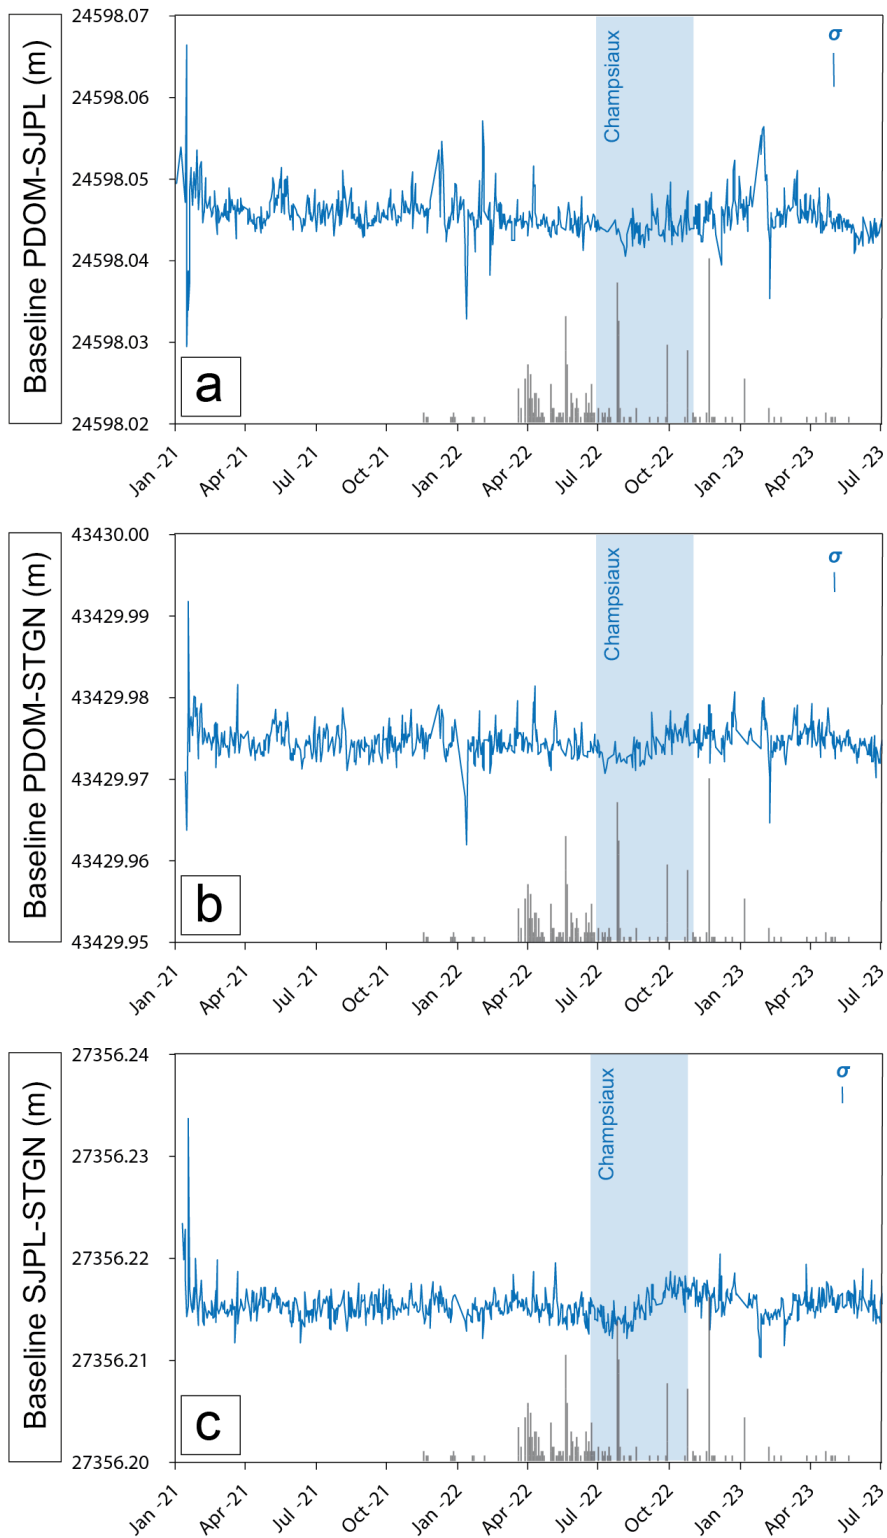 Baseline PDOM-SJPL (m)
24598.07
24598.06
24598.05
24598.04
24598.03
24598.02
Champsiaux
σ
a
Jan -21
Apr -21
Jul -21
Oct -21
Jan -22
Apr -22
Jul -22
Oct -22
Jan -23
Apr -23
Jul -23
Baseline PDOM-STGN (m)
43430.00
43429.99
43429.98
43429.97
43429.96
43429.95
Champsiaux
σ
b
Jan -21
Apr -21
Jul -21
Oct -21
Jan -22
Apr -22
Jul -22
Oct -22
Jan -23
Apr -23
Jul -23
Baseline SJPL-STGN (m)
27356.24
27356.23
27356.22
27356.21
27356.20
Champsiaux
σ
c
Jan -21
Apr -21
Jul -21
Oct -21
Jan -22
Apr -22
Jul -22
Oct -22
Jan -23
Apr -23
Jul -23